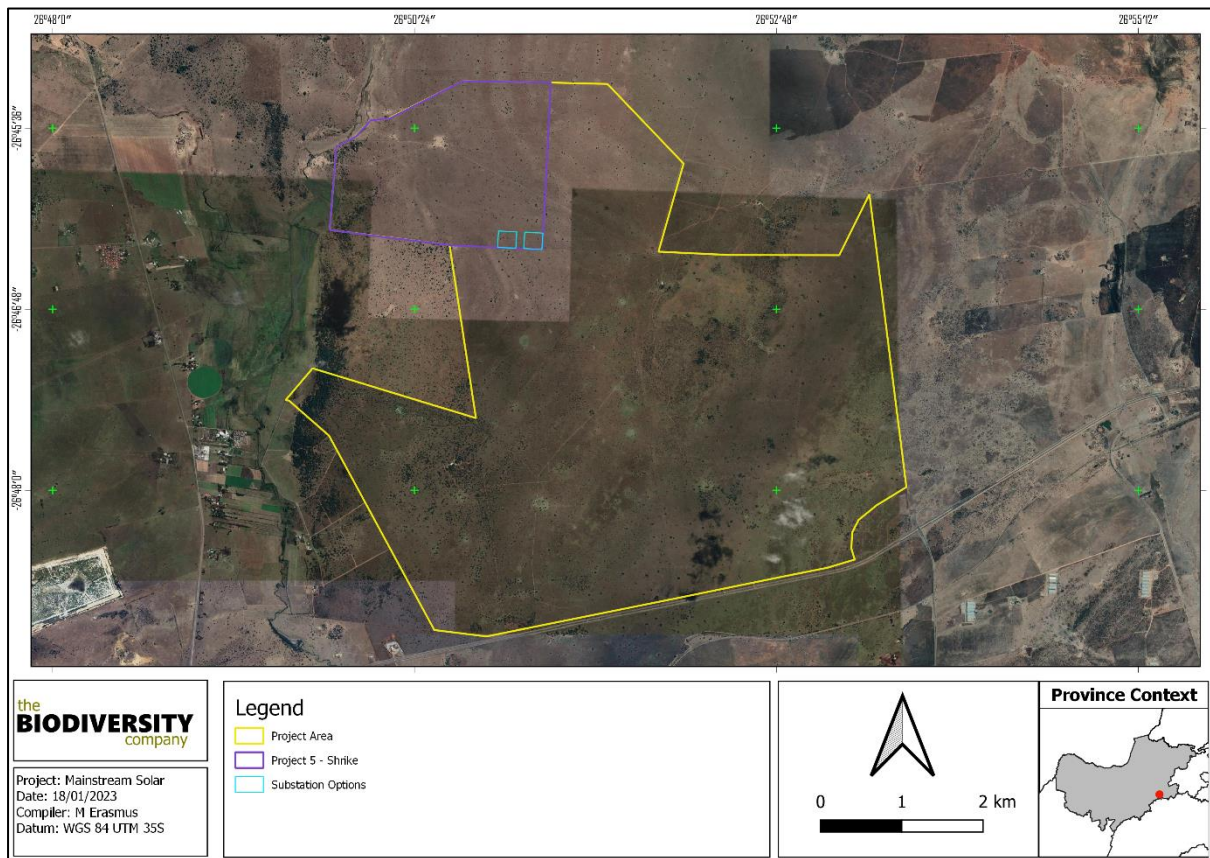 26°48'0"
26°50'24"
26°52'48"
26°55'12"
-26°45'36"
-26°46'48"
-26°48'0"
the
BIODIVERSITY
company
Project: Mainstream Solar
Date: 18/01/2023
Compiler: M Erasmus
Datum: WGS 84 UTM 35S
Legend
Project Area
Project 5 - Shrike
Substation Options
0 1 2 km
Province Context